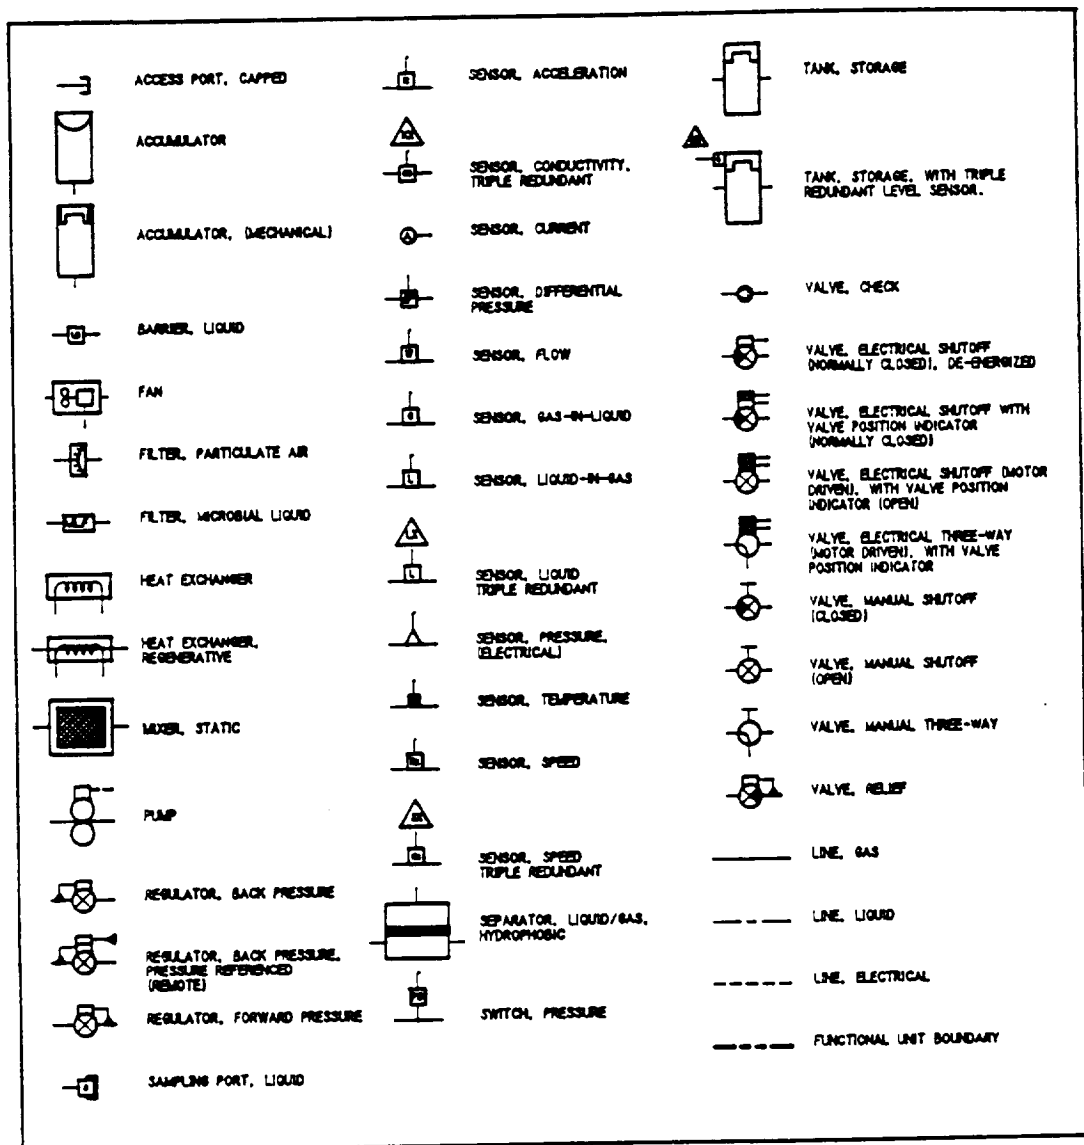 ACCESS PORT, CAPPED
ACCUMULATOR
ACCUMULATOR, (MECHANICAL)
BARRIER, LIQUID
FAN
FILTER, PARTICULATE AIR
FILTER, MICROBIAL LIQUID
HEAT EXCHANGER
HEAT EXCHANGER,
REGENERATIVE
MIXER, STATIC
PUMP
REGULATOR, BACK PRESSURE
REGULATOR, BACK PRESSURE,
PRESSURE REFERENCED
(REMOTE)
REGULATOR, FORWARD PRESSURE
SAMPLING PORT, LIQUID
SENSOR, ACCELERATION
SENSOR, CONDUCTIVITY,
TRIPLE REDUNDANT
A
SENSOR, CURRENT
SENSOR, DIFFERENTIAL
PRESSURE
SENSOR, FLOW
G
SENSOR, GAS-IN-LIQUID
L
SENSOR, LIQUID-IN-GAS
L
SENSOR, LIQUID
TRIPLE REDUNDANT
SENSOR, PRESSURE,
(ELECTRICAL)
SENSOR, TEMPERATURE
SENSOR, SPEED
SENSOR, SPEED
TRIPLE REDUNDANT
SEPARATOR, LIQUID/GAS,
HYDROPHOBIC
SWITCH, PRESSURE
TANK, STORAGE
TANK, STORAGE, WITH TRIPLE
REDUNDANT LEVEL SENSOR.
VALVE, CHECK
VALVE, ELECTRICAL SHUTOFF
(NORMALLY CLOSED), DE-ENERGIZED
VALVE, ELECTRICAL SHUTOFF WITH
VALVE POSITION INDICATOR
(NORMALLY CLOSED)
VALVE, ELECTRICAL SHUTOFF (MOTOR
DRIVEN), WITH VALVE POSITION
INDICATOR (OPEN)
VALVE, ELECTRICAL THREE-WAY
(MOTOR DRIVEN), WITH VALVE
POSITION INDICATOR
VALVE, MANUAL SHUTOFF
(CLOSED)
VALVE, MANUAL SHUTOFF
(OPEN)
VALVE, MANUAL THREE-WAY
VALVE, RELIEF
LINE, GAS
LINE, LIQUID
LINE, ELECTRICAL
FUNCTIONAL UNIT BOUNDARY